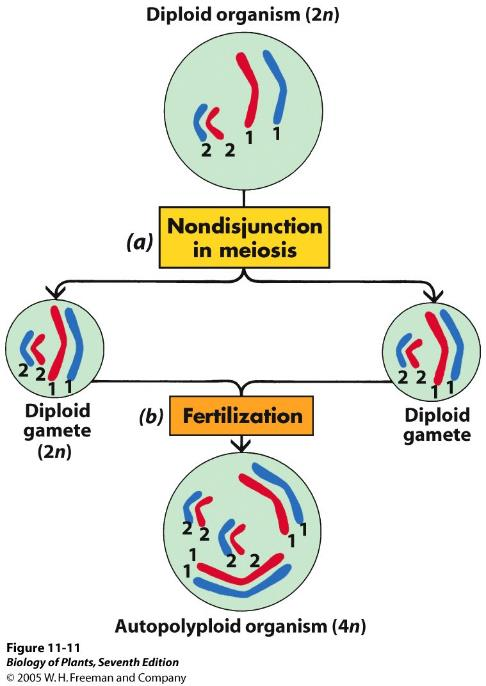 Diploid organism (2n)
2 2 1 1
(a) Nondisjunction
in meiosis
2 2 1 1
Diploid
gamete
(2n)
2 2 1 1
Diploid
gamete
(b) Fertilization
2 2 1 1
1 1 2 2
Autopolyploid organism (4n)
Figure 11-11
Biology of Plants, Seventh Edition
© 2005 W. H. Freeman and Company